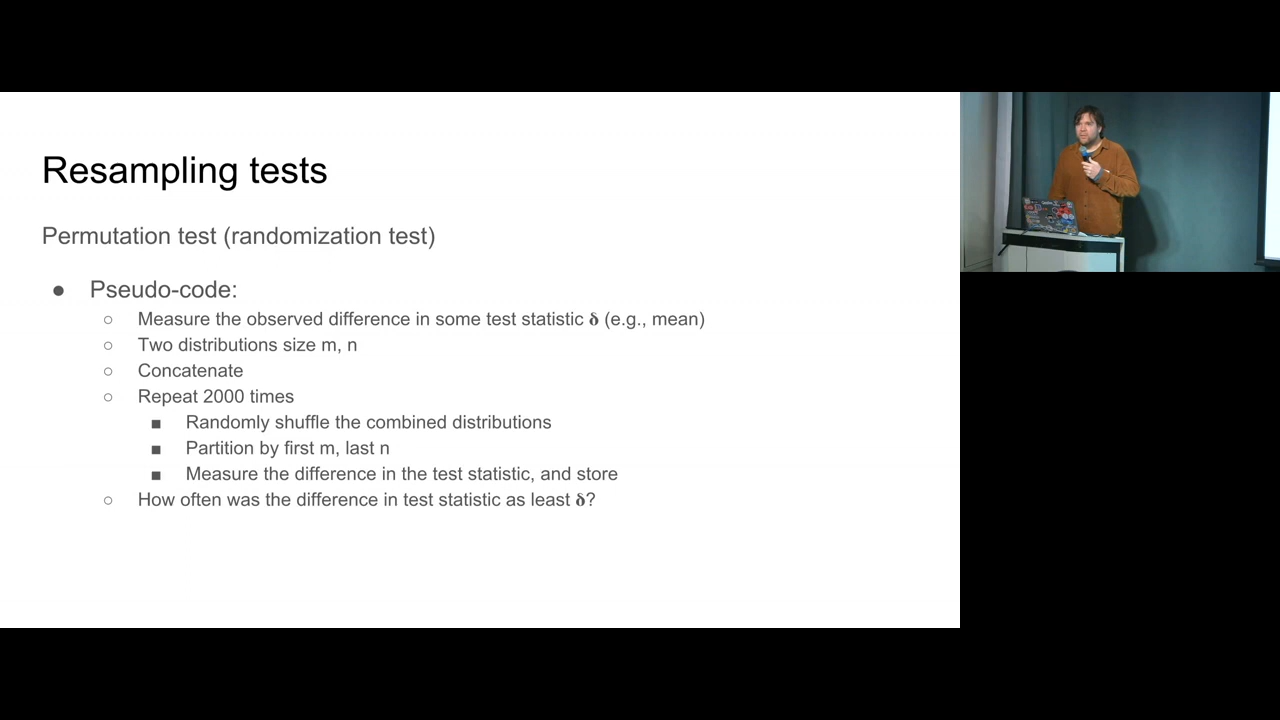 Resampling tests
Permutation test (randomization test)
● Pseudo-code:
○ Measure the observed difference in some test statistic δ (e.g., mean)
○ Two distributions size m, n
○ Concatenate
○ Repeat 2000 times
■ Randomly shuffle the combined distributions
■ Partition by first m, last n
■ Measure the difference in the test statistic, and store
○ How often was the difference in test statistic as least δ?